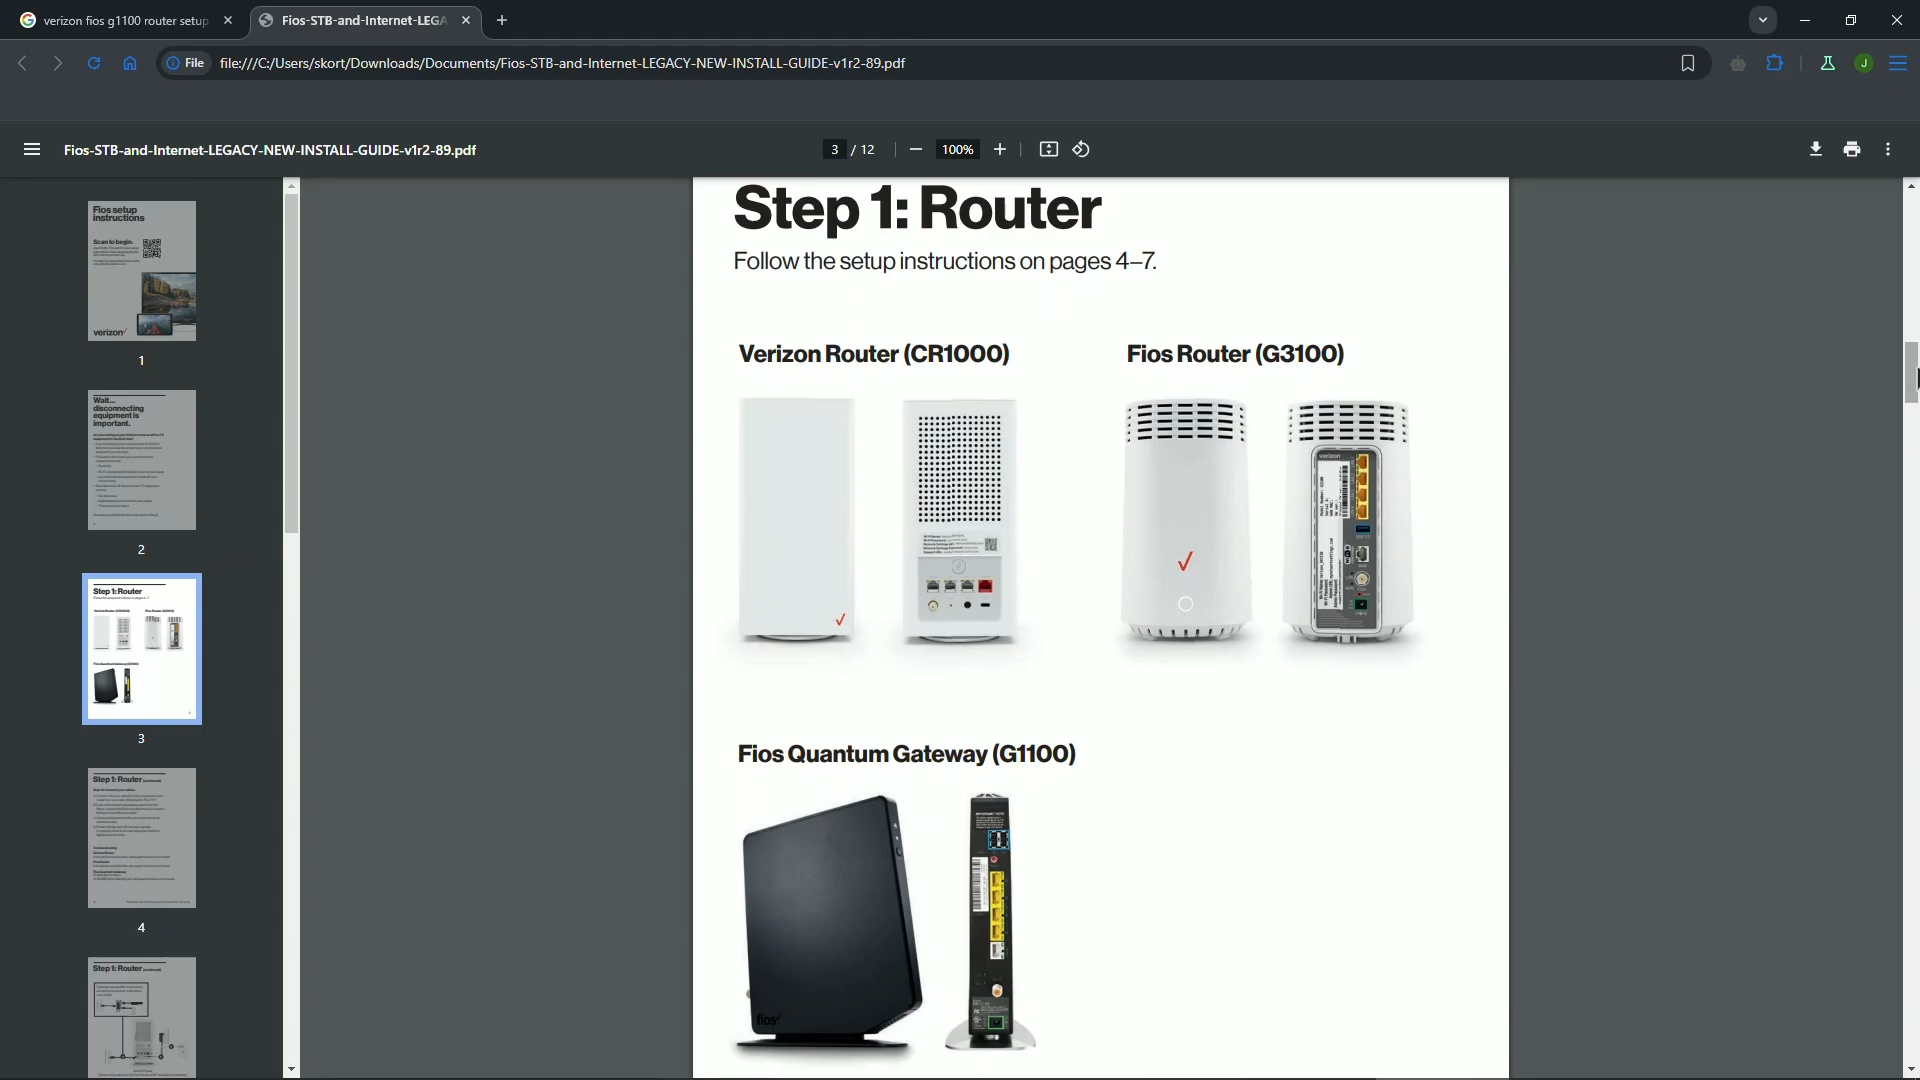 verizon fios g1100 router setup
Fios-STB-and-Internet-LEGA
File
file:///C:/Users/skort/Downloads/Documents/Fios-STB-and-Internet-LEGACY-NEW-INSTALL-GUIDE-v1r2-89.pdf
J
Fios-STB-and-Internet-LEGACY-NEW-INSTALL-GUIDE-v1r2-89.pdf
3 / 12
100%
Fios setup
instructions
Scan to begin.
verizon
1
Wait...
disconnecting
equipment is
important.
2
Step 1: Router
3
Step 1: Router (continued)
4
Step 1: Router (continued)
Step 1: Router
Follow the setup instructions on pages 4–7.
Verizon Router (CR1000)
Fios Router (G3100)
verizon
Fios Quantum Gateway (G1100)
fios